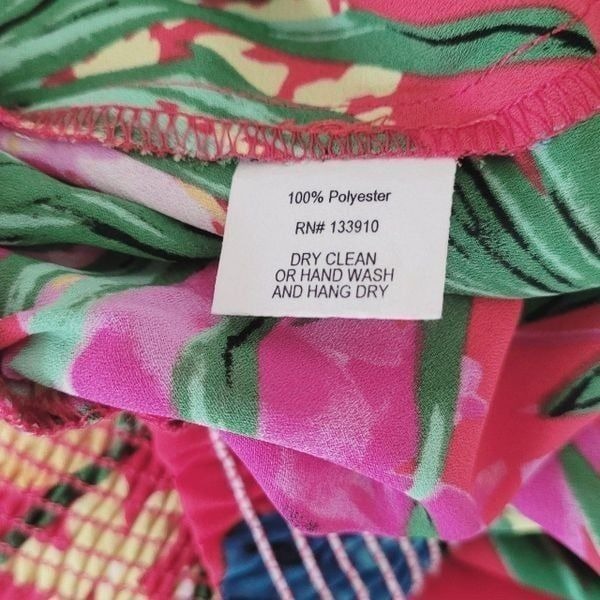 100% Polyester
RN# 133910
DRY CLEAN
OR HAND WASH
AND HANG DRY